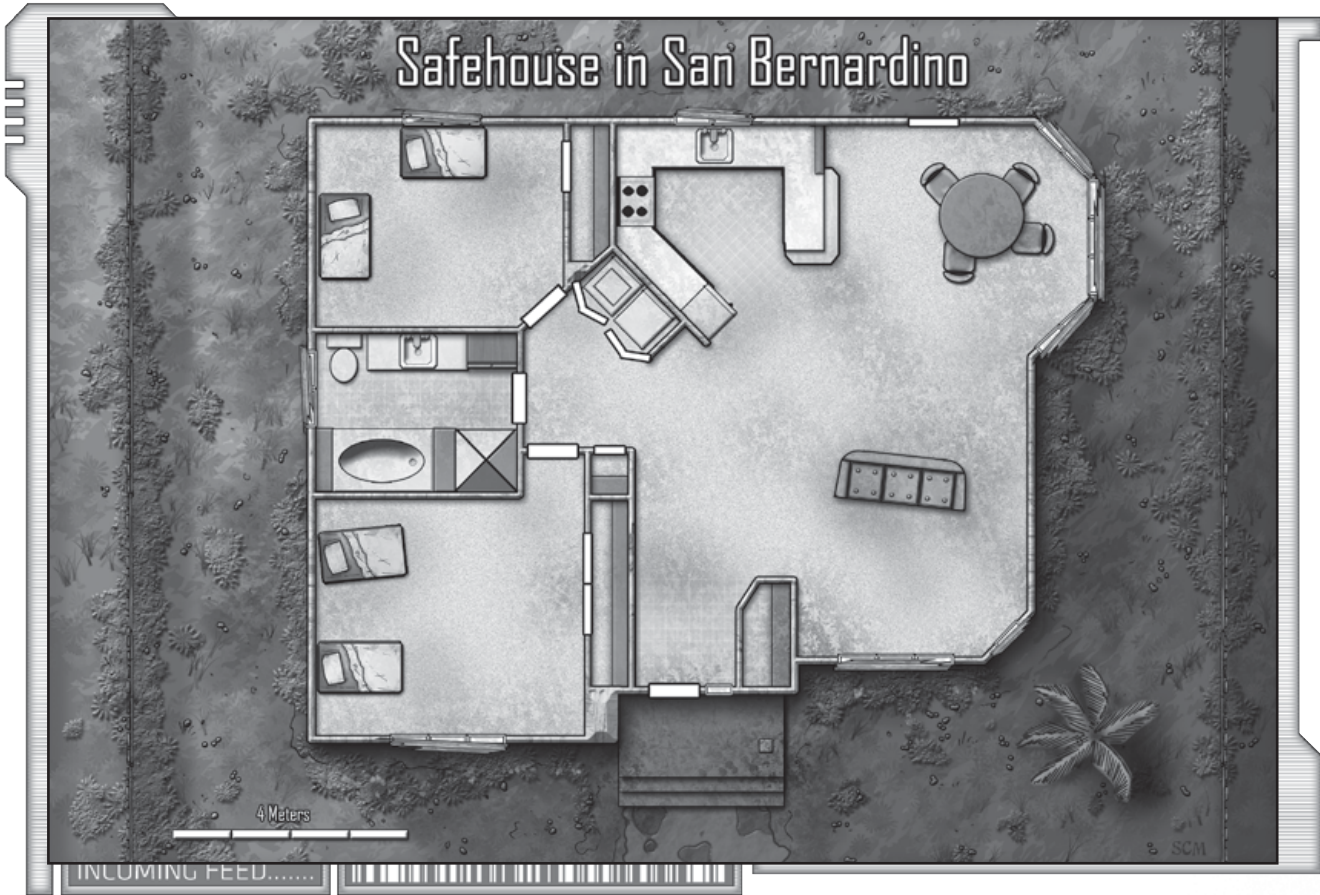 Safehouse in San Bernardino
4 Meters
SCM
INCOMING FEED.......